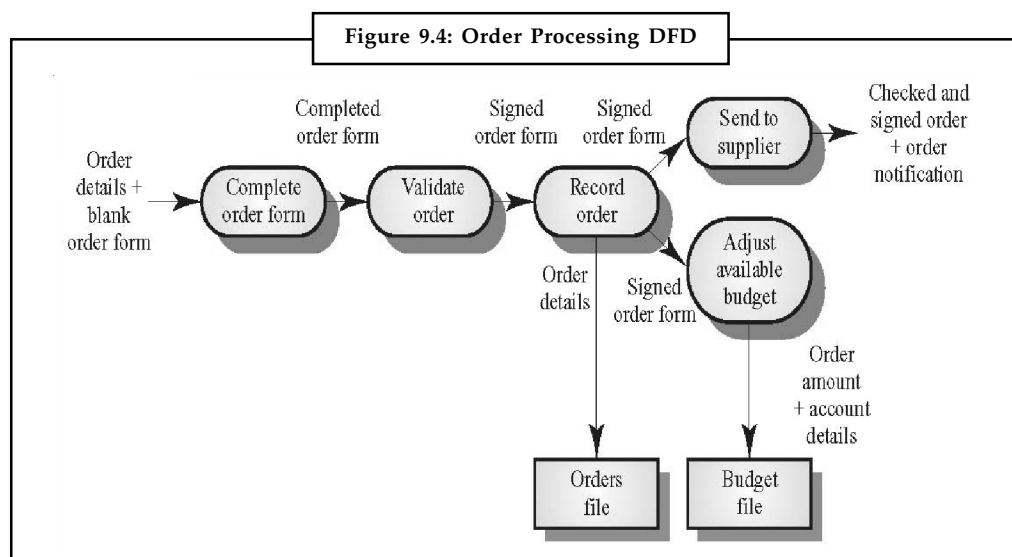 Figure 9.4: Order Processing DFD
Order
details +
blank
order form
Complete
order form
Completed
order form
Validate
order
Signed
order form
Record
order
Signed
order form
Send to
supplier
Checked and
signed order
+ order
notification
Order
details
Signed
order form
Adjust
available
budget
Order
amount
+ account
details
Orders
file
Budget
file